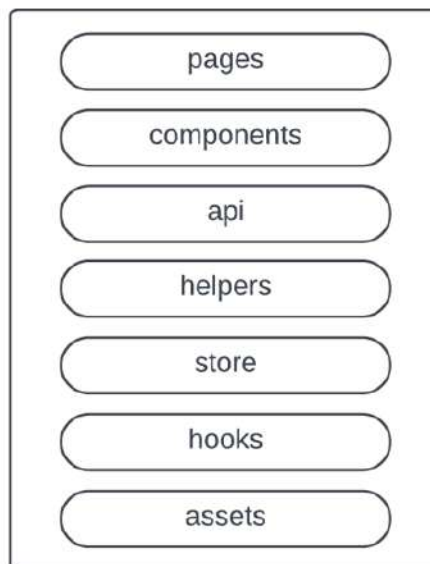 pages
components
api
helpers
store
hooks
assets